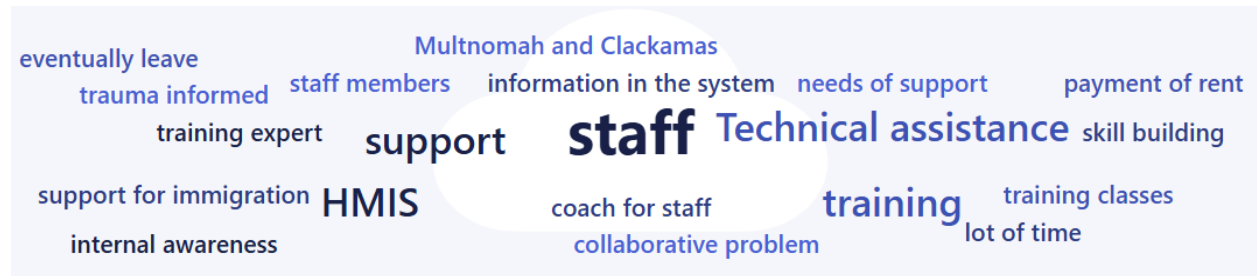 Multnomah and Clackamas
eventually leave
staff members
information in the system
needs of support
payment of rent
trauma informed
training expert
support
staff
Technical assistance
skill building
support for immigration
HMIS
coach for staff
training
training classes
lot of time
internal awareness
collaborative problem